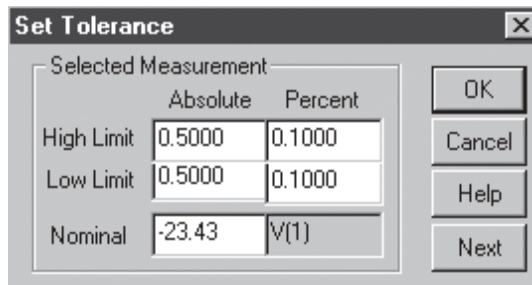 Set Tolerance
Selected Measurement
Absolute Percent
High Limit 0.5000 0.1000
Low Limit 0.5000 0.1000
Nominal -23.43 V(1)
OK
Cancel
Help
Next